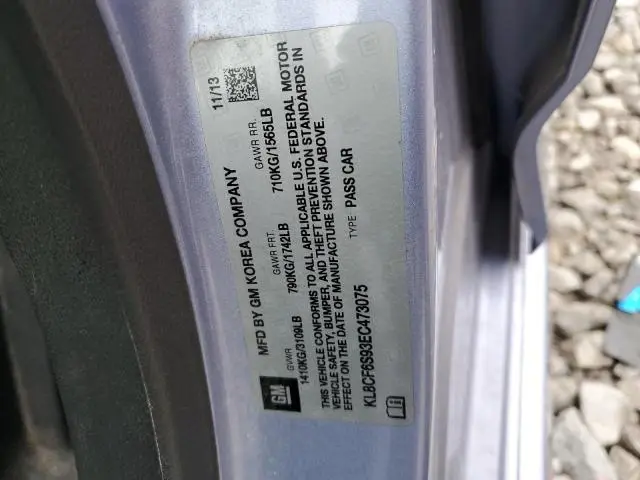 MFD BY GM KOREA COMPANY 11/13
GVWR GAWR FRT. GAWR RR.
1410KG/3109LB 790KG/1742LB 710KG/1565LB
THIS VEHICLE CONFORMS TO ALL APPLICABLE U.S. FEDERAL MOTOR
VEHICLE SAFETY, BUMPER, AND THEFT PREVENTION STANDARDS IN
EFFECT ON THE DATE OF MANUFACTURE SHOWN ABOVE.
KL8CF6S93EC473075 TYPE PASS CAR
GM